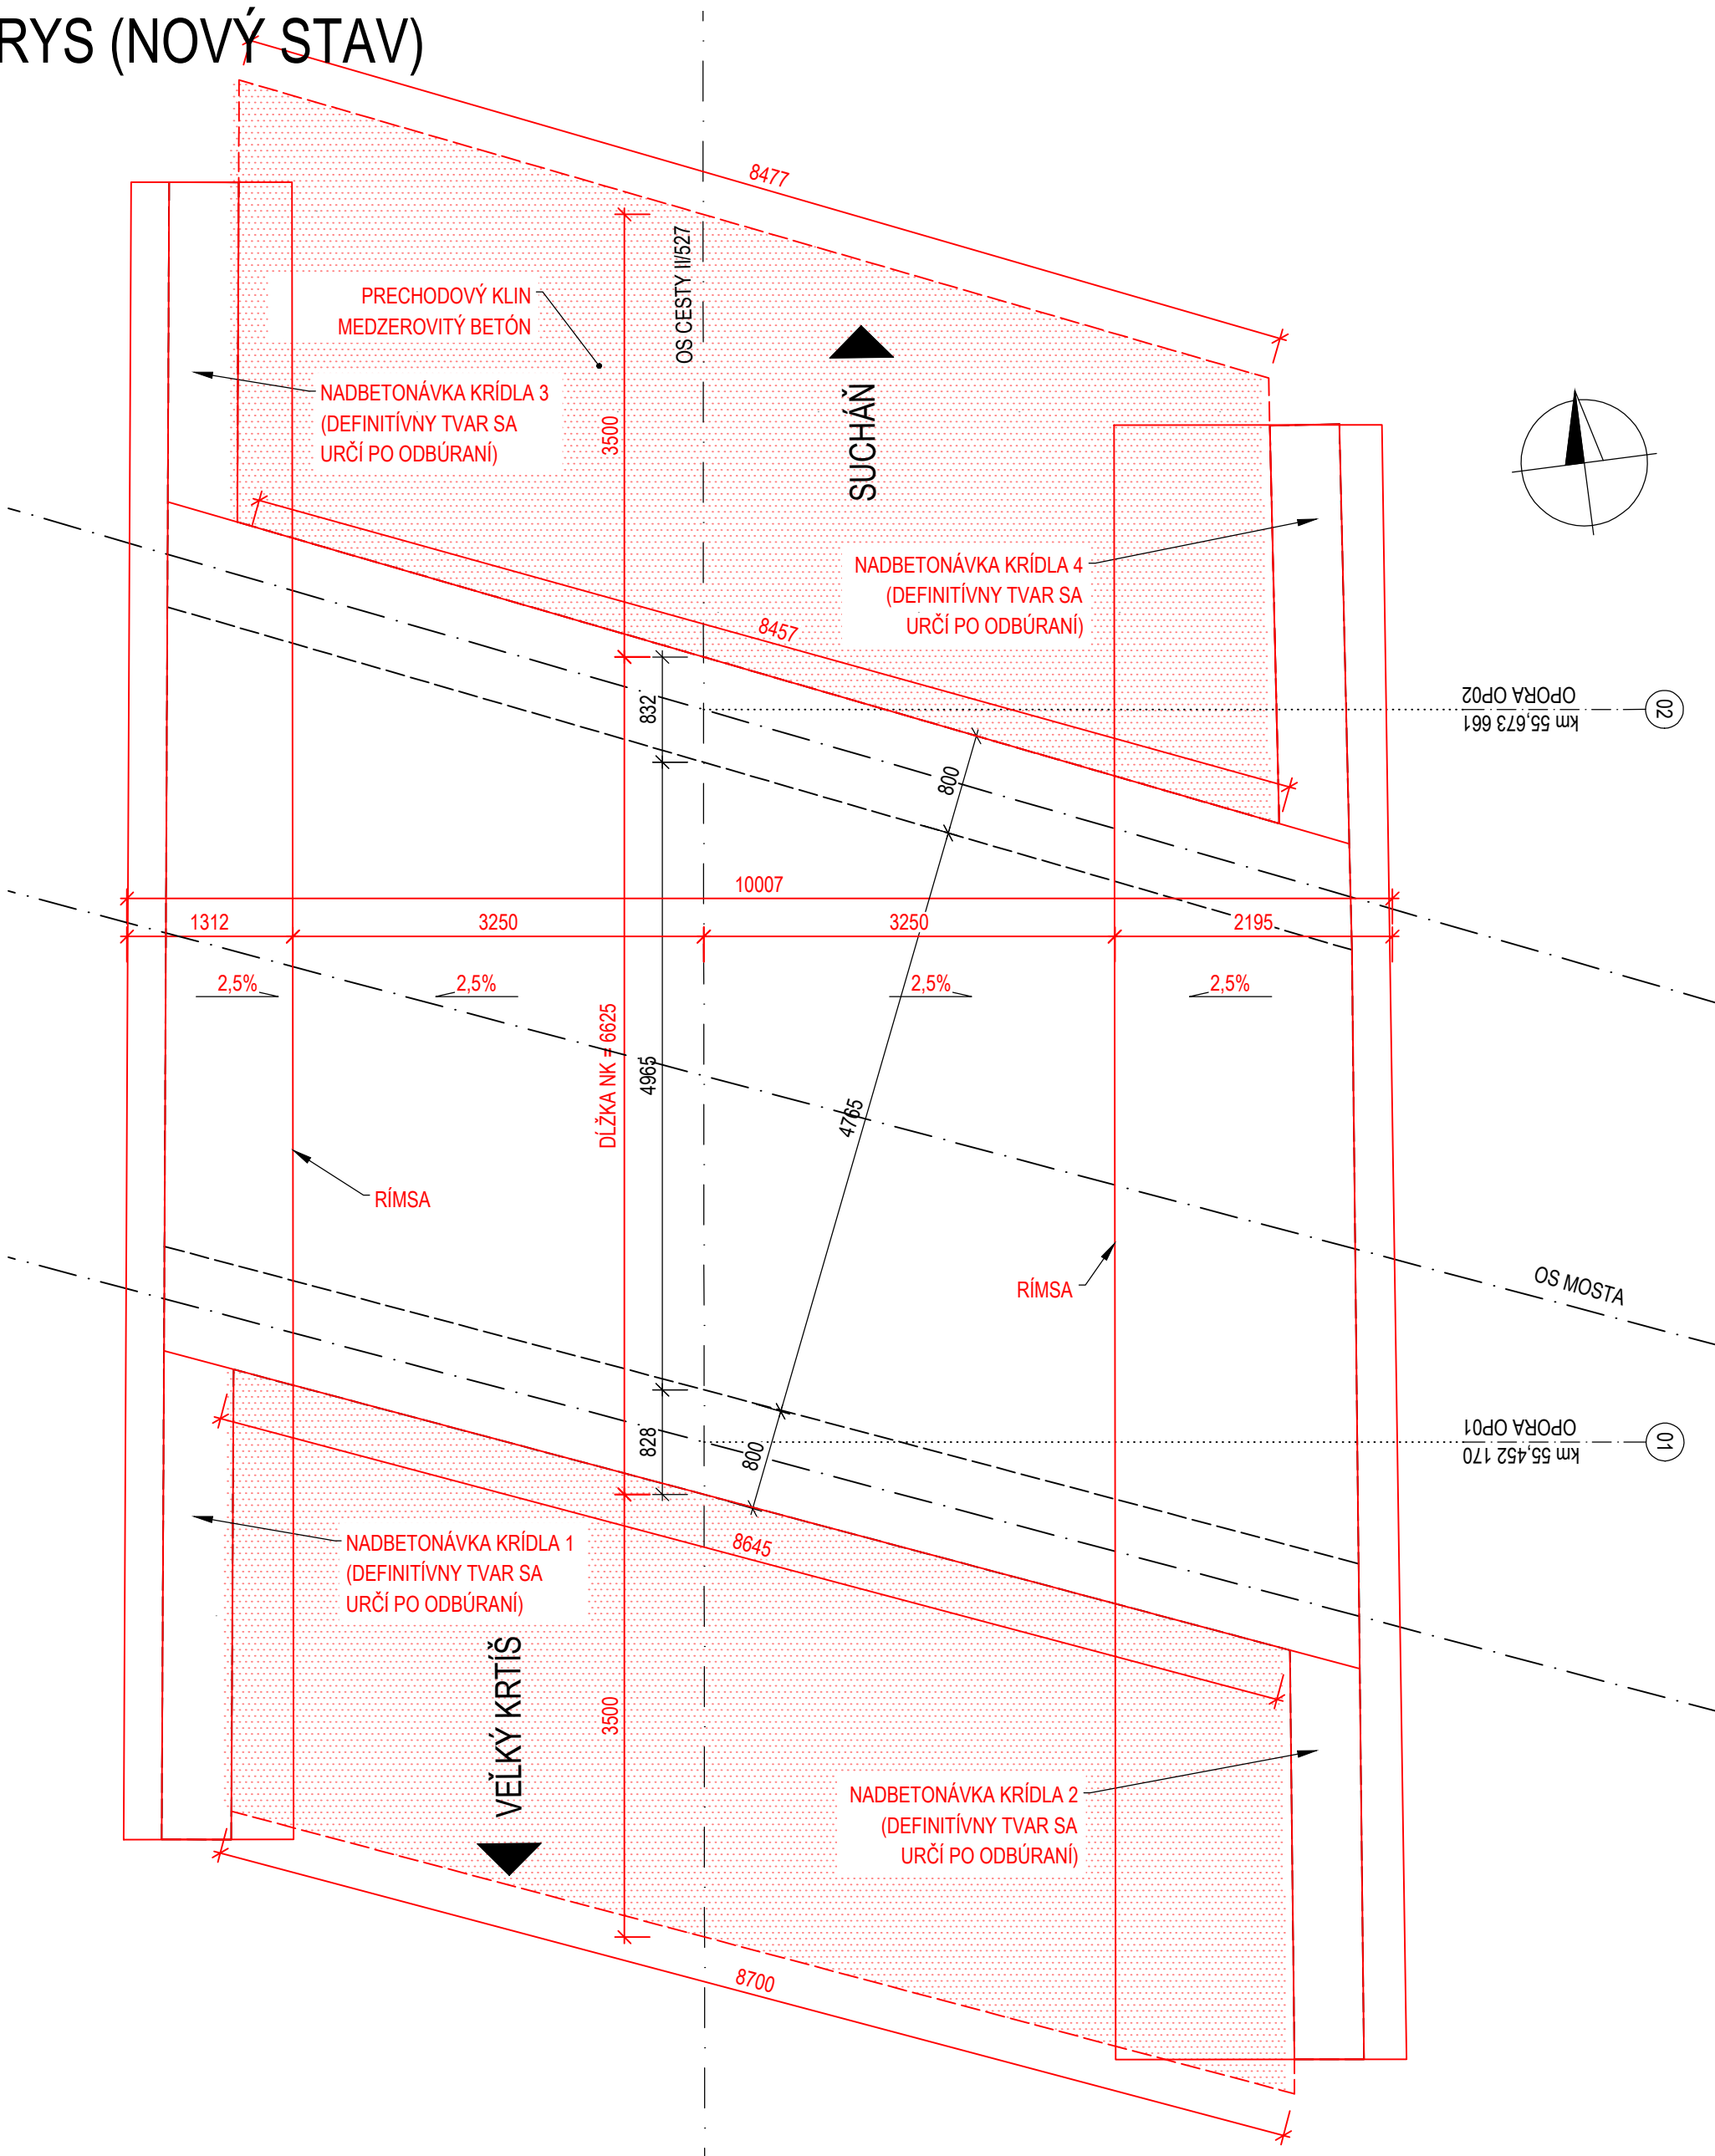 RYS (NOVÝ STAV)
8477
OS CESTY II/527
PRECHODOVÝ KLIN
MEDZEROVITÝ BETÓN
NADBETONÁVKA KRÍDLA 3
(DEFINITÍVNY TVAR SA
URČÍ PO ODBÚRANÍ)
3500
SUCHÁŇ
NADBETONÁVKA KRÍDLA 4
(DEFINITÍVNY TVAR SA
URČÍ PO ODBÚRANÍ)
8457
832
800
OPORA OP02
km 55,673 661
02
10007
1312
3250
3250
2195
2,5%
2,5%
2,5%
2,5%
DĹŽKA NK = 6625
4965
4765
RÍMSA
RÍMSA
OS MOSTA
828
800
OPORA OP01
km 55,452 170
01
8645
NADBETONÁVKA KRÍDLA 1
(DEFINITÍVNY TVAR SA
URČÍ PO ODBÚRANÍ)
VEĽKÝ KRTÍŠ
3500
NADBETONÁVKA KRÍDLA 2
(DEFINITÍVNY TVAR SA
URČÍ PO ODBÚRANÍ)
8700